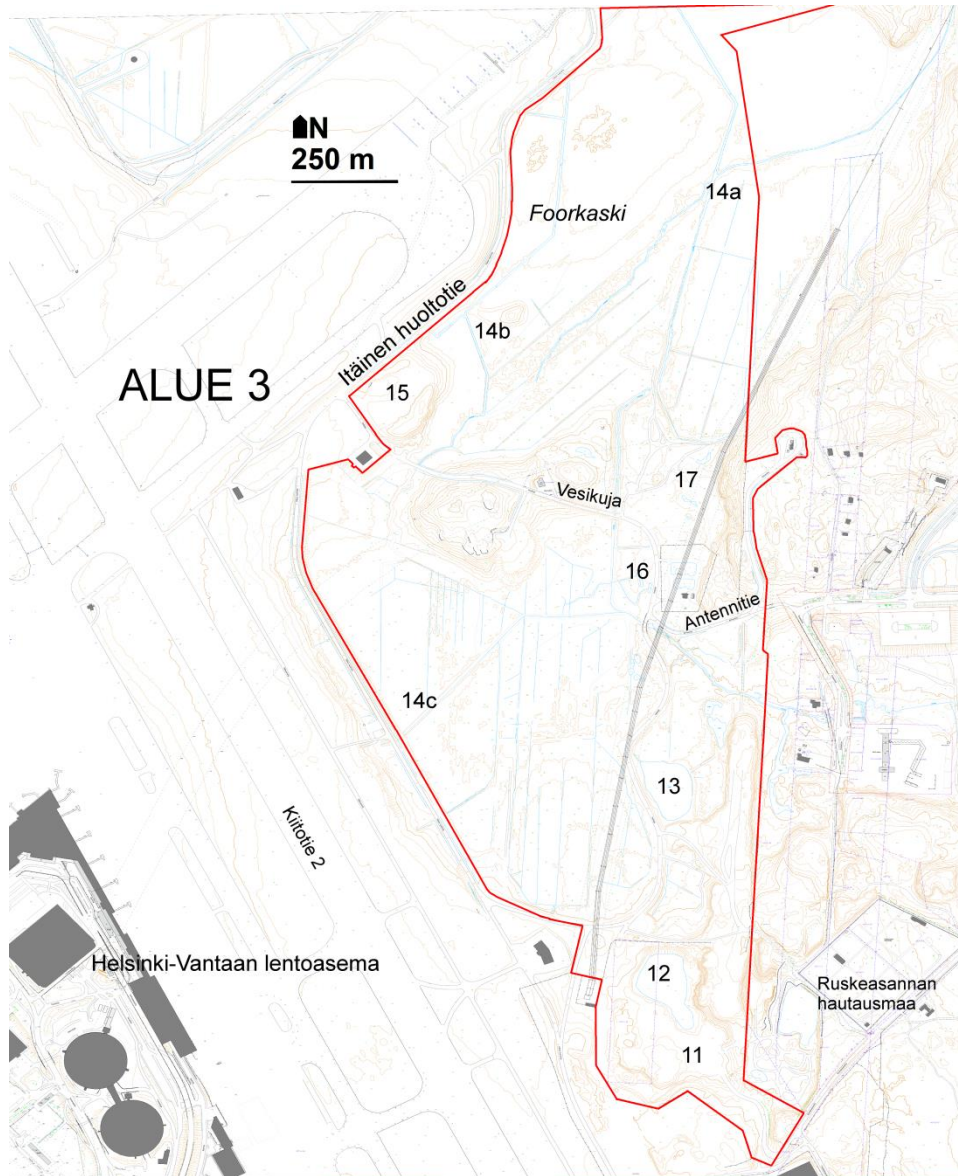 N
250 m
14a
Foorkaski
Itäinen huoltotie
14b
ALUE 3
15
17
Vesikuja
16
Antennitie
14c
13
Kiitotie 2
Helsinki-Vantaan lentoasema
12
Ruskeasannan
hautausmaa
11